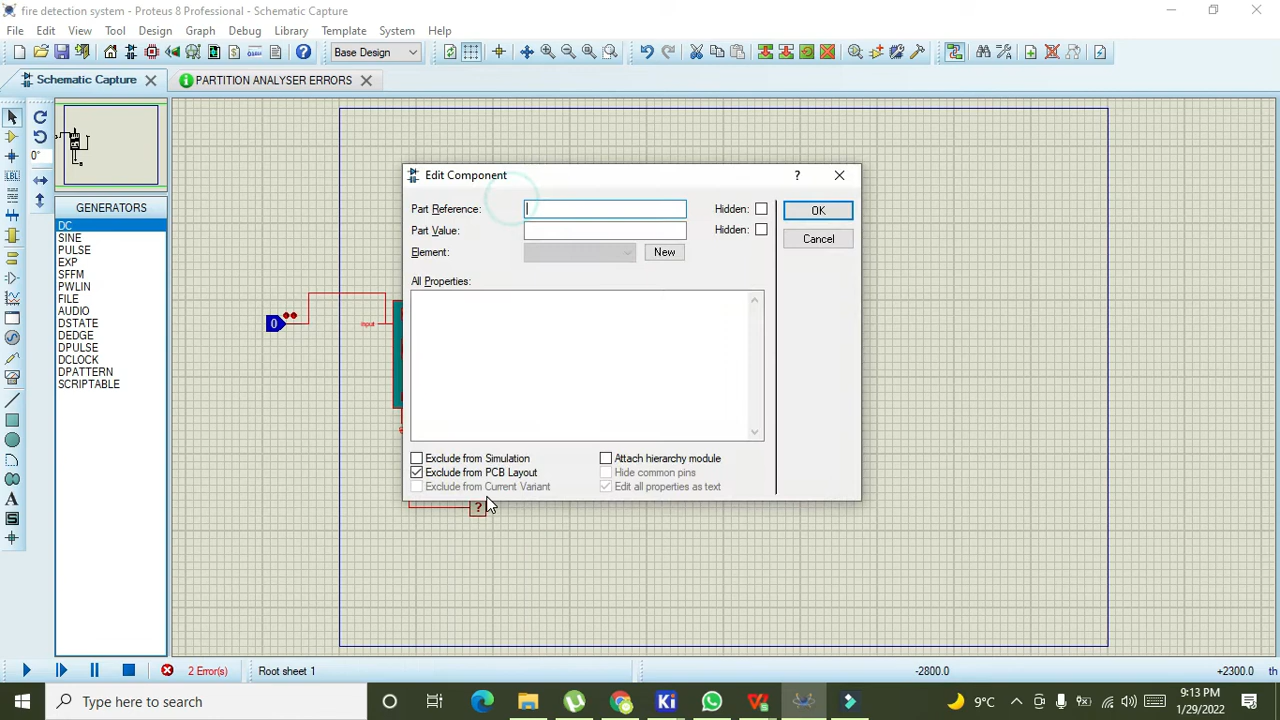 fire detection system - Proteus 8 Professional - Schematic Capture
File Edit View Tool Design Graph Debug Library Template System Help
Base Design
Schematic Capture
PARTITION ANALYSER ERRORS
0°
LBL
A
S
GENERATORS
DC
SINE
PULSE
EXP
SFFM
PWLIN
FILE
AUDIO
DSTATE
DEDGE
DPULSE
DCLOCK
DPATTERN
SCRIPTABLE
0
input
?
Edit Component
?
Part Reference:
Hidden:
OK
Part Value:
Hidden:
Cancel
Element:
New
All Properties:
Exclude from Simulation
Attach hierarchy module
Exclude from PCB Layout
Hide common pins
Exclude from Current Variant
Edit all properties as text
2 Error(s)
Root sheet 1
-2800.0
+2300.0
th
Type here to search
Ki
9°C
9:13 PM
1/29/2022